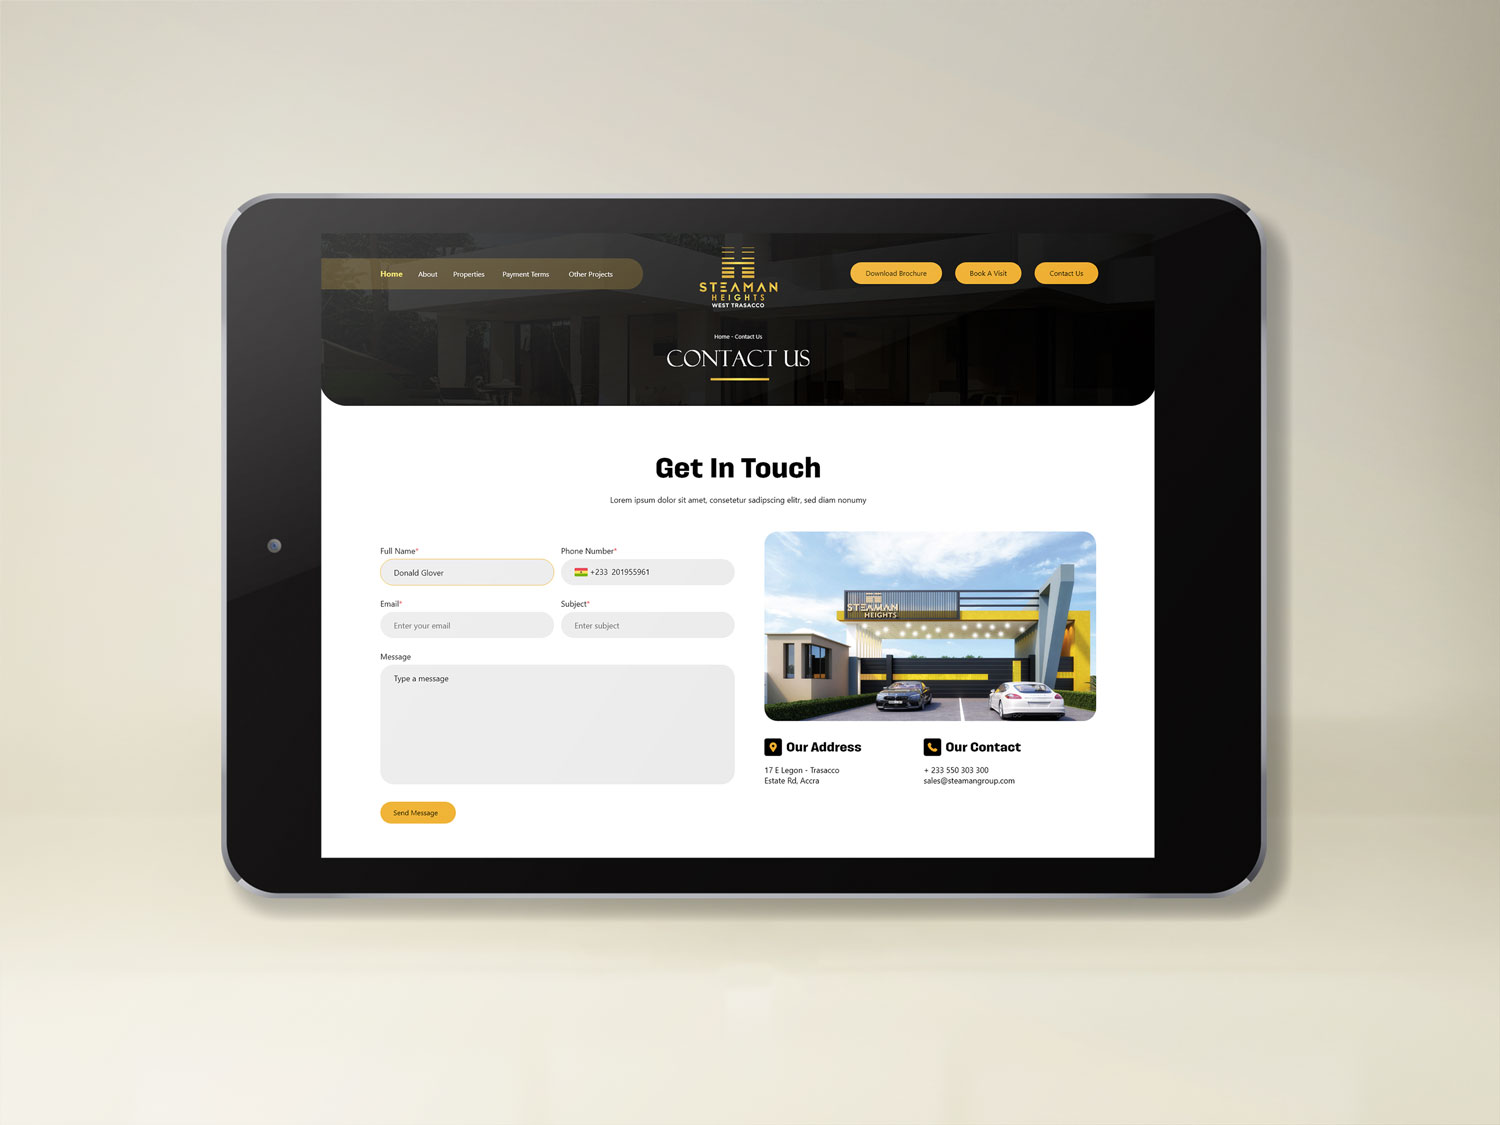 Home About Properties Payment Terms Other Projects
STEAMAN
HEIGHTS
WEST TRASACCO
Download Brochure Book A Visit Contact Us
Home - Contact Us
CONTACT US
Get In Touch
Lorem ipsum dolor sit amet, consetetur sadipscing elitr, sed diam nonumy
Full Name*
Donald Glover
Phone Number*
+233 201955961
Email*
Enter your email
Subject*
Enter subject
Message
Type a message
Send Message
STEAMAN
HEIGHTS
Our Address
17 E Legon - Trasacco
Estate Rd, Accra
Our Contact
+ 233 550 303 300
sales@steamangroup.com